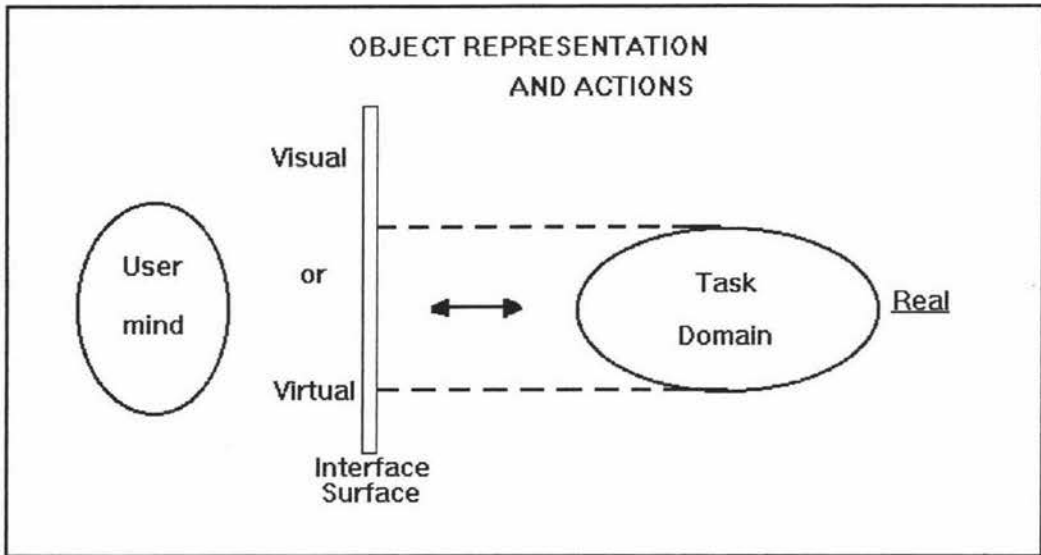 OBJECT REPRESENTATION
AND ACTIONS
Visual
User
mind
or
Task
Domain
Real
Virtual
Interface
Surface